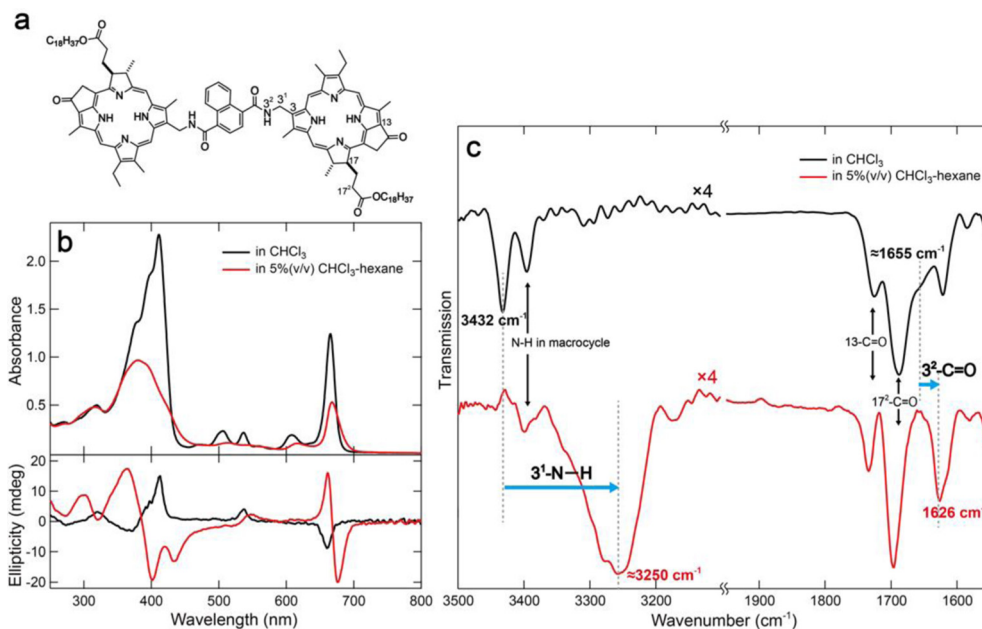 a
O
C18H37O
O
N
NH
HN
N
NH
O
O
HN
3² 3¹
3
N
NH
HN
N
13
O
17
17²
OC18H37
O
b
in CHCl₃
in 5%(v/v) CHCl₃-hexane
Absorbance
2.0
1.5
1.0
0.5
Ellipticity (mdeg)
20
10
0
-10
-20
300 400 500 600 700 800
Wavelength (nm)
c
in CHCl₃
in 5%(v/v) CHCl₃-hexane
×4
≈1655 cm⁻¹
3432 cm⁻¹
N-H in macrocycle
13-C=O
3²-C=O
17²-C=O
×4
3¹-N–H
1626 cm⁻¹
≈3250 cm⁻¹
Transmission
3500 3400 3300 3200 1900 1800 1700 1600
Wavenumber (cm⁻¹)